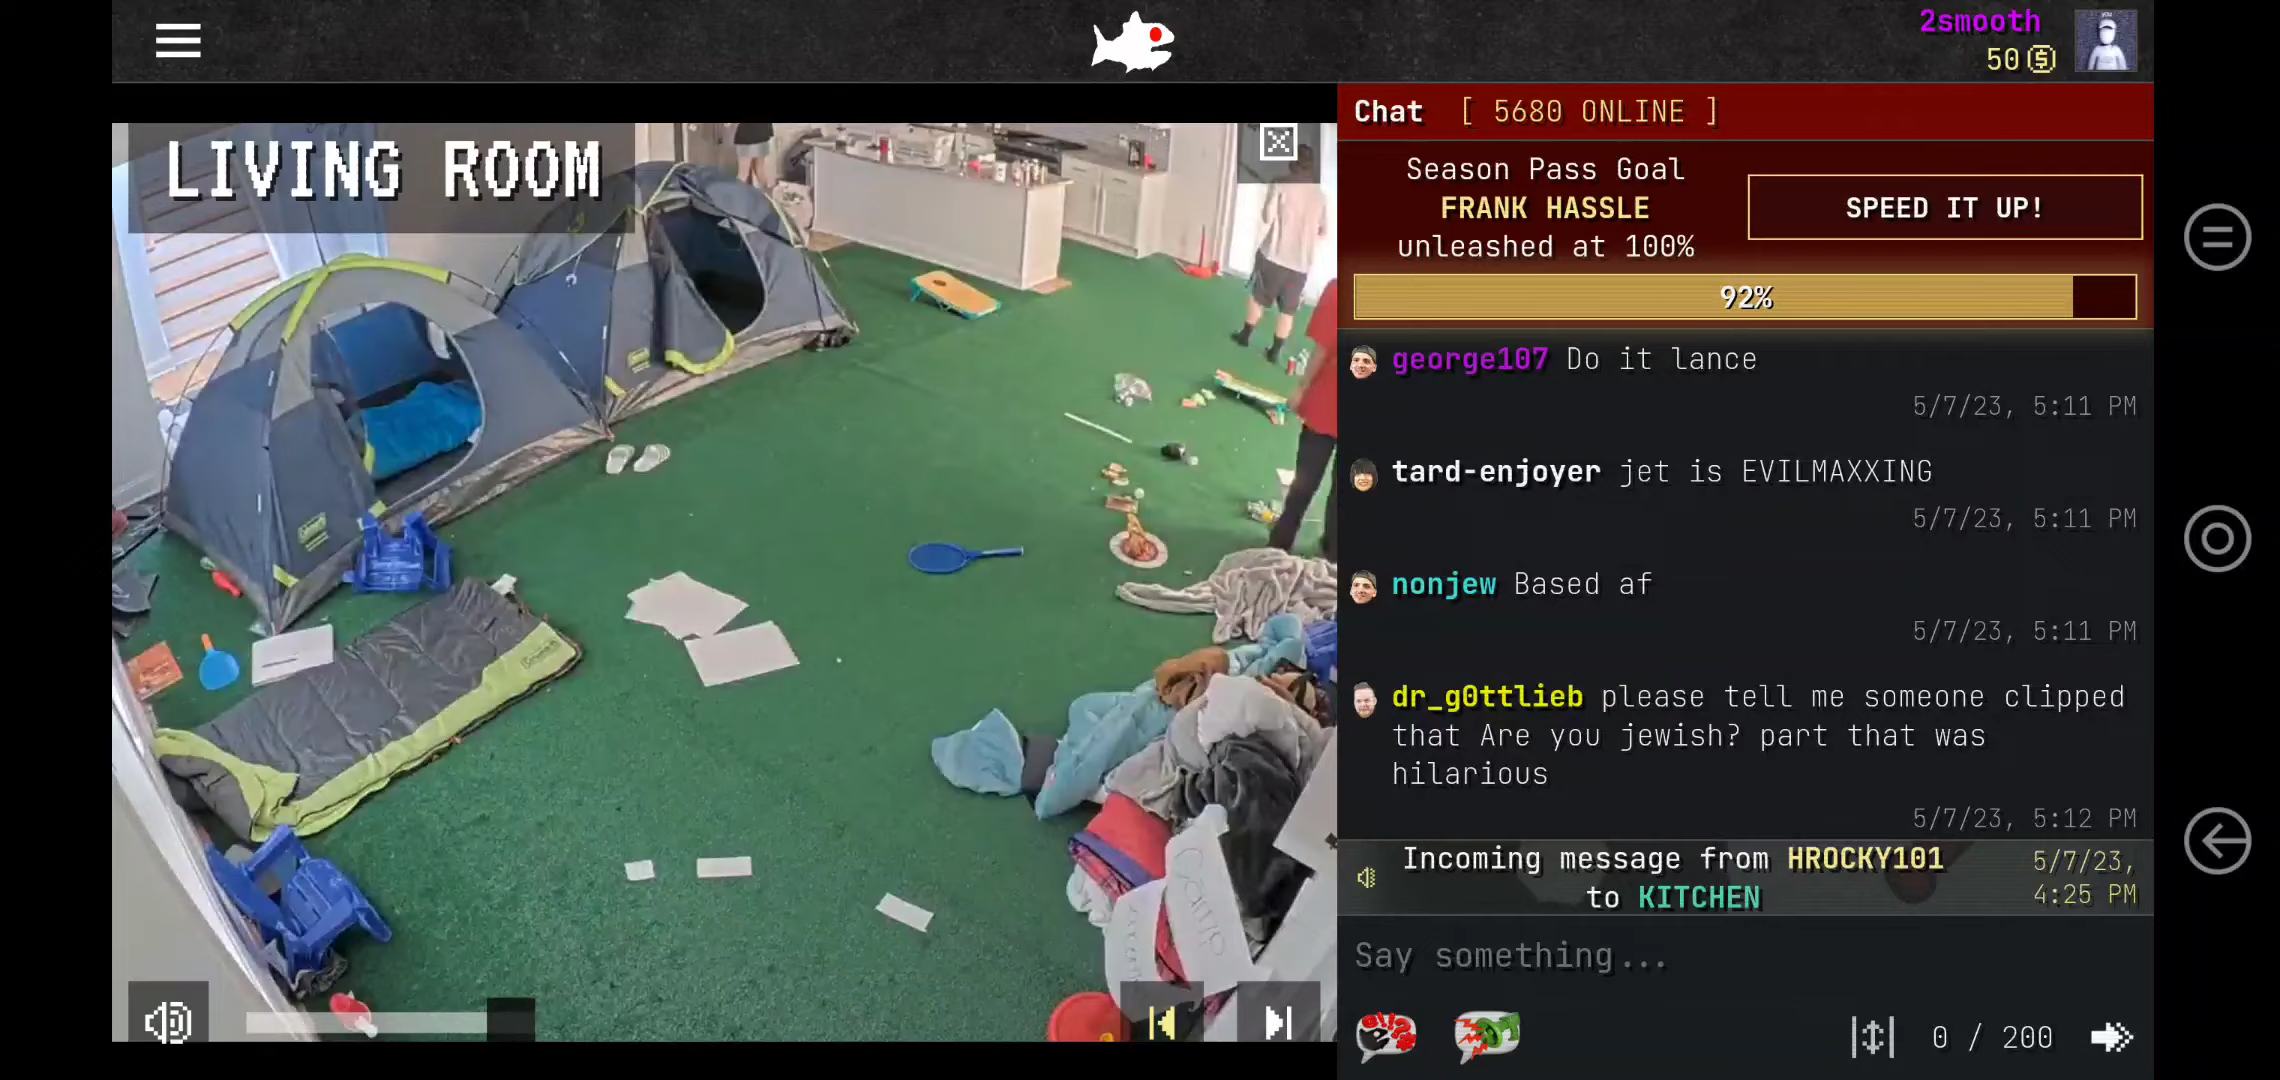 2smooth
50
LIVING ROOM
Chat [ 5680 ONLINE ]
Season Pass Goal
FRANK HASSLE
unleashed at 100%
SPEED IT UP!
92%
george107 Do it lance
5/7/23, 5:11 PM
tard-enjoyer jet is EVILMAXXING
5/7/23, 5:11 PM
nonjew Based af
5/7/23, 5:11 PM
dr_g0ttlieb please tell me someone clipped
that Are you jewish? part that was
hilarious
5/7/23, 5:12 PM
Incoming message from HROCKY101
to KITCHEN
5/7/23,
4:25 PM
Say something...
0 / 200